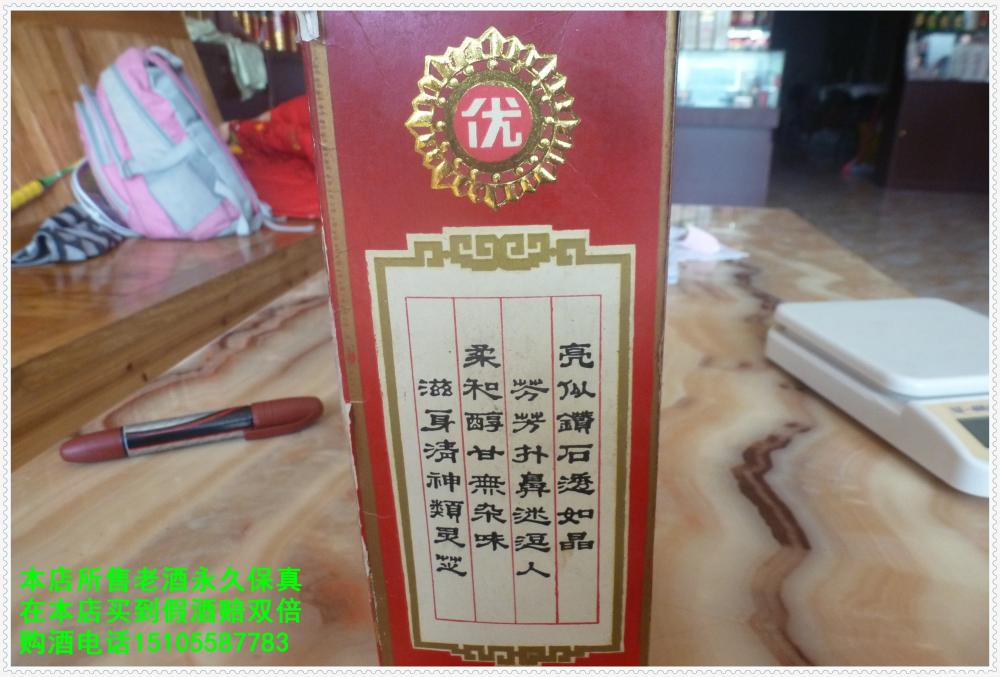 优
亮似鑽石透如晶
芬芳扑鼻迷逗人
柔和醇甘無杂味
滋身清神類灵芝
本店所售老酒永久保真
在本店买到假酒赔双倍
购酒电话15105587783